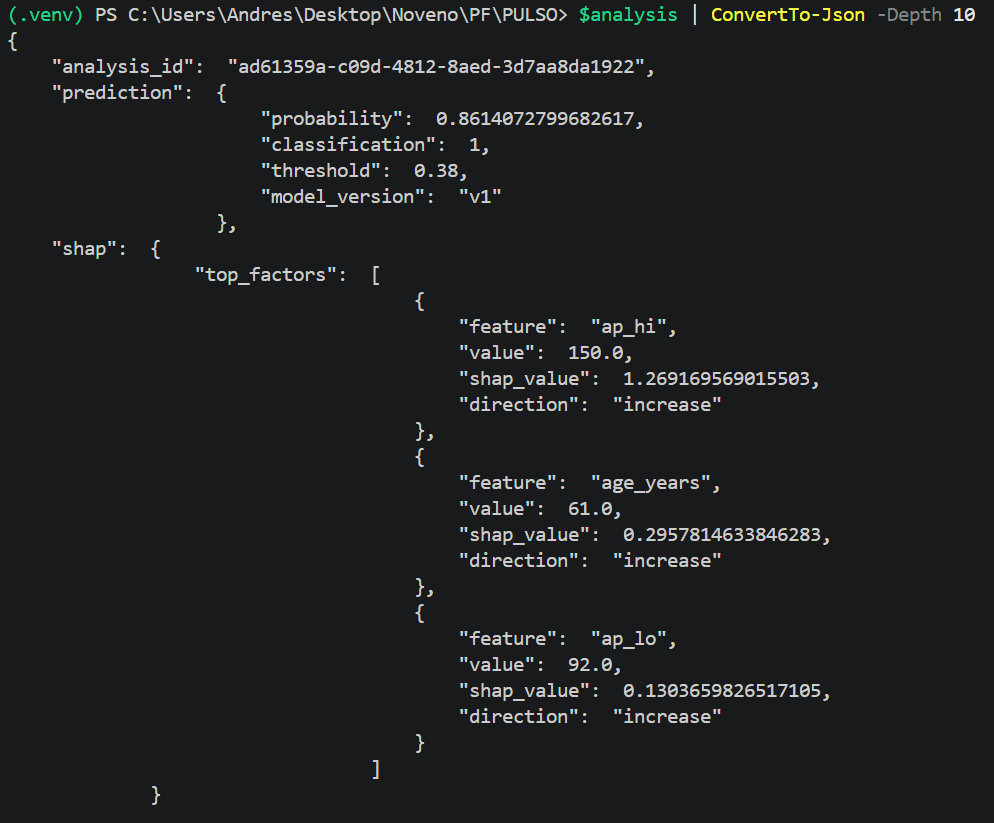 (.venv) PS C:\Users\Andres\Desktop\Noveno\PF\PULSO> $analysis | ConvertTo-Json -Depth 10
{
    "analysis_id":  "ad61359a-c09d-4812-8aed-3d7aa8da1922",
    "prediction":  {
                       "probability":  0.8614072799682617,
                       "classification":  1,
                       "threshold":  0.38,
                       "model_version":  "v1"
                   },
    "shap":  {
                 "top_factors":  [
                                     {
                                         "feature":  "ap_hi",
                                         "value":  150.0,
                                         "shap_value":  1.269169569015503,
                                         "direction":  "increase"
                                     },
                                     {
                                         "feature":  "age_years",
                                         "value":  61.0,
                                         "shap_value":  0.2957814633846283,
                                         "direction":  "increase"
                                     },
                                     {
                                         "feature":  "ap_lo",
                                         "value":  92.0,
                                         "shap_value":  0.1303659826517105,
                                         "direction":  "increase"
                                     }
                                 ]
             }